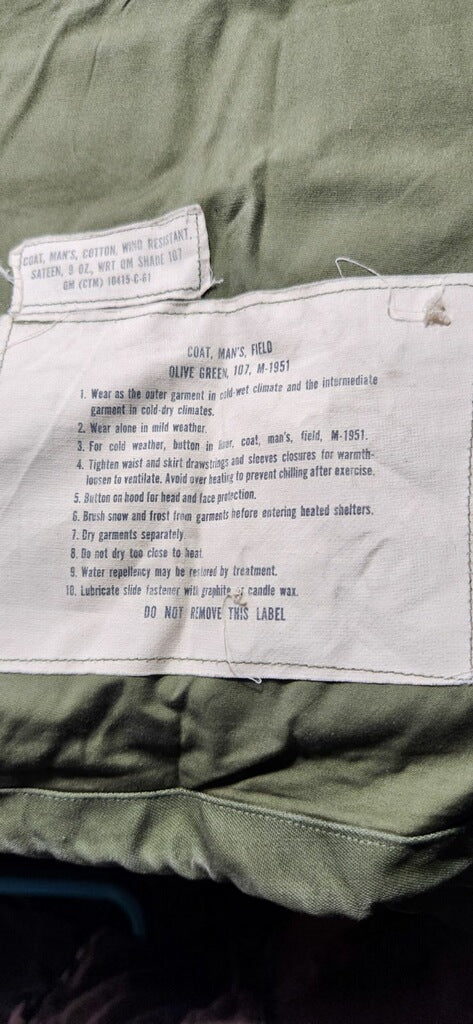 COAT, MAN'S, COTTON, WIND RESISTANT,
SATEEN, 9 OZ, WRT QM SHADE 107
QM (CTM) 10415-C-61
COAT, MAN'S, FIELD
OLIVE GREEN, 107, M-1951
1. Wear as the outer garment in cold-wet climate and the intermediate
garment in cold-dry climates.
2. Wear alone in mild weather.
3. For cold weather, button in liner, coat, man's, field, M-1951.
4. Tighten waist and skirt drawstrings and sleeves closures for warmth-
loosen to ventilate. Avoid over heating to prevent chilling after exercise.
5. Button on hood for head and face protection.
6. Brush snow and frost from garments before entering heated shelters.
7. Dry garments separately.
8. Do not dry too close to heat.
9. Water repellency may be restored by treatment.
10. Lubricate slide fastener with graphite or candle wax.
DO NOT REMOVE THIS LABEL